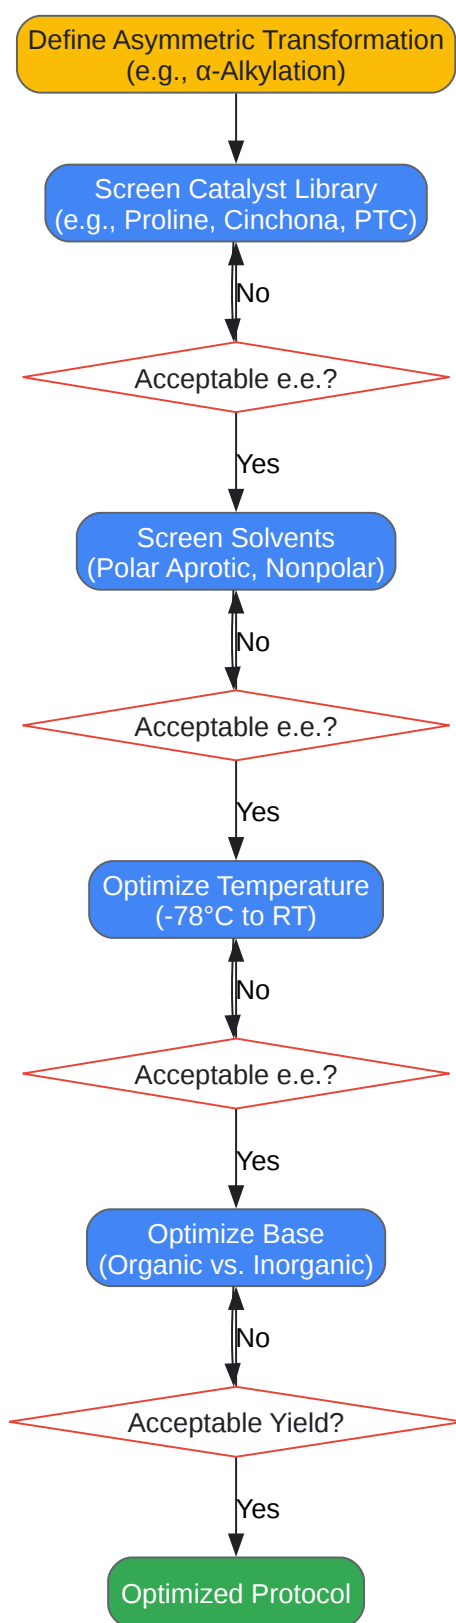 Define Asymmetric Transformation
(e.g., α-Alkylation)
Screen Catalyst Library
(e.g., Proline, Cinchona, PTC)
No
Acceptable e.e.?
Yes
Screen Solvents
(Polar Aprotic, Nonpolar)
No
Acceptable e.e.?
Yes
Optimize Temperature
(-78°C to RT)
No
Acceptable e.e.?
Yes
Optimize Base
(Organic vs. Inorganic)
No
Acceptable Yield?
Yes
Optimized Protocol